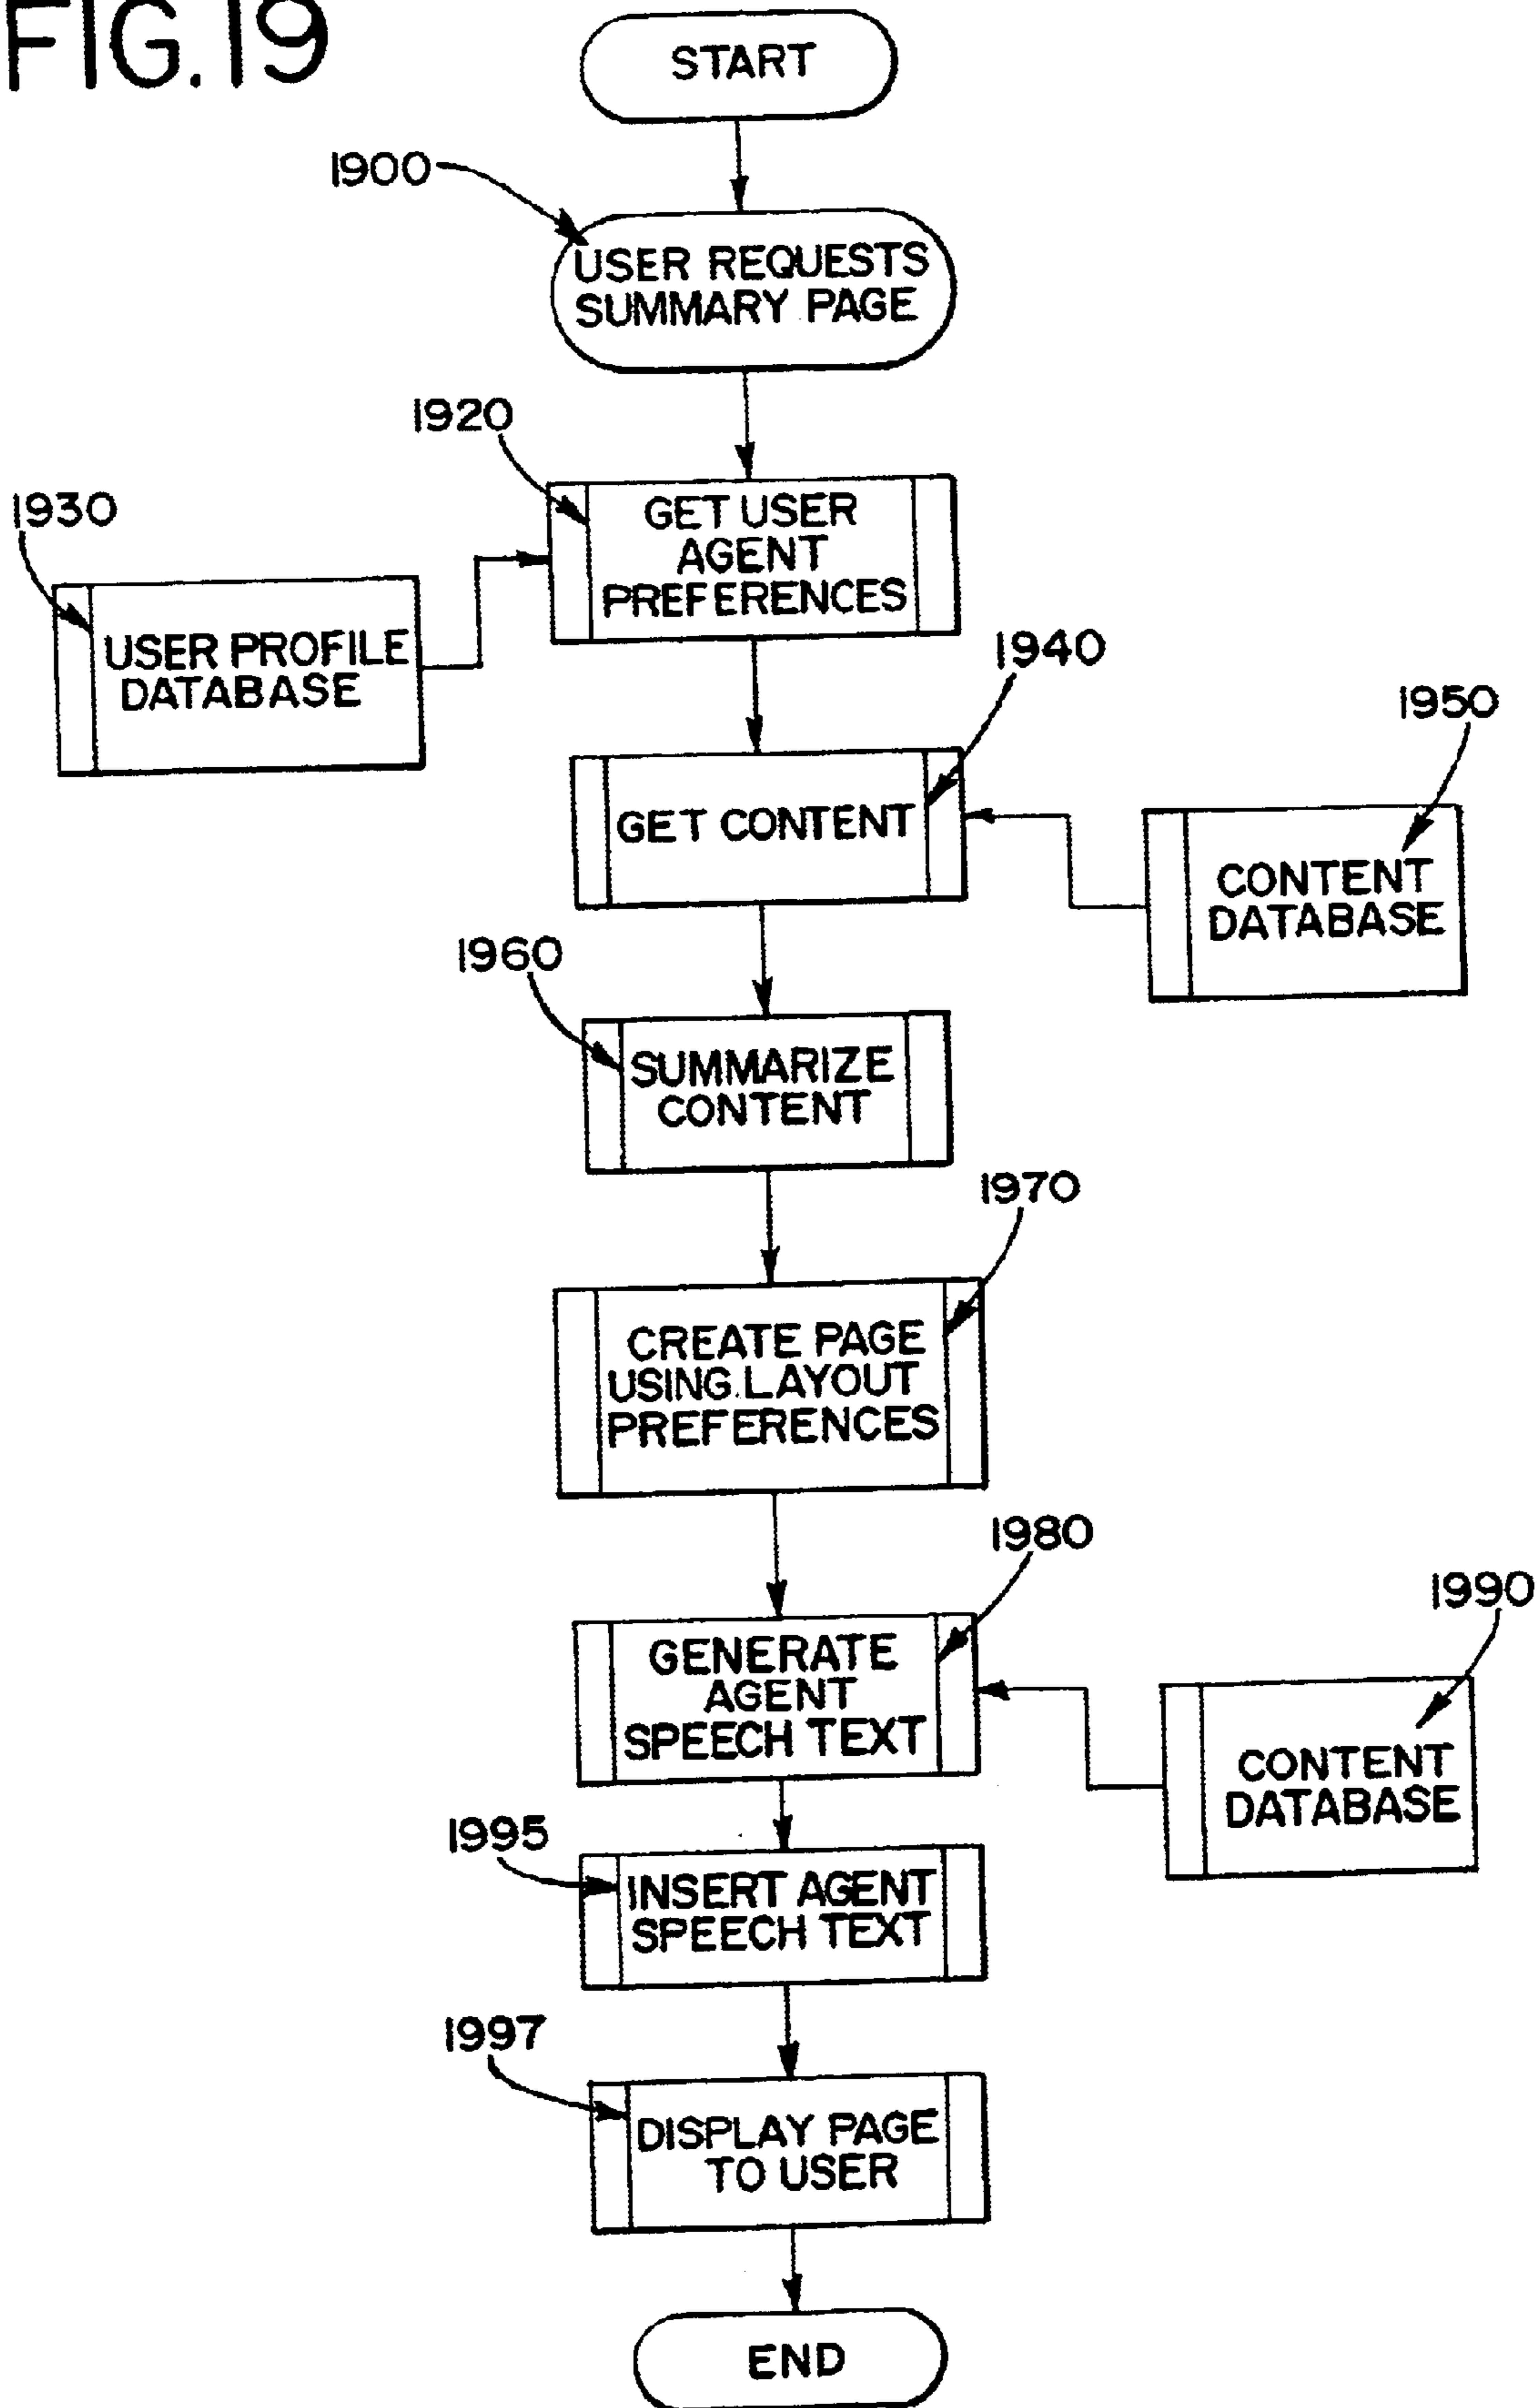 FIG. 19
START
1900
USER REQUESTS
SUMMARY PAGE
1920
GET USER
AGENT
PREFERENCES
1930
USER PROFILE
DATABASE
1940
GET CONTENT
1950
CONTENT
DATABASE
1960
SUMMARIZE
CONTENT
1970
CREATE PAGE
USING LAYOUT
PREFERENCES
1980
GENERATE
AGENT
SPEECH TEXT
1990
CONTENT
DATABASE
1995
INSERT AGENT
SPEECH TEXT
1997
DISPLAY PAGE
TO USER
END